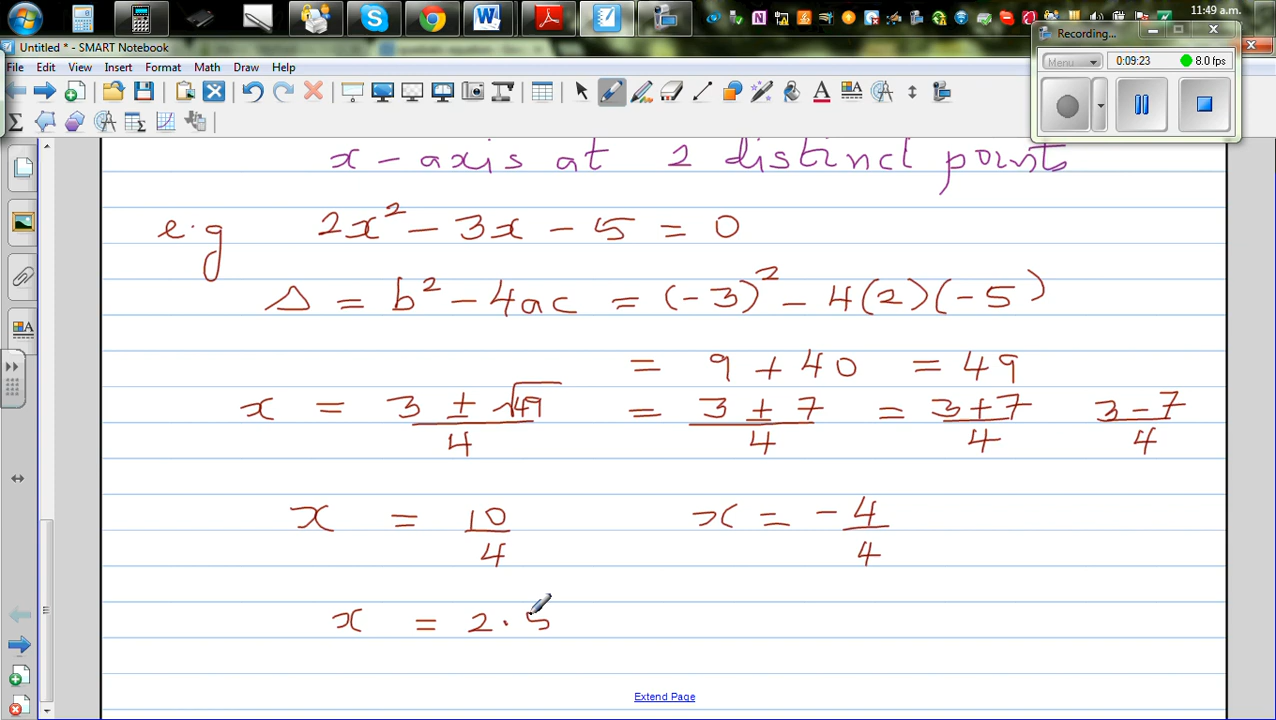 11:49 a.m.
Untitled * - SMART Notebook
Recording...
File Edit View Insert Format Math Draw Help
Menu 0:09:23 8.0 fps
x - axis at 2 distinct points
e.g 2x² - 3x - 5 = 0
Δ = b² - 4ac = (-3)² - 4(2)(-5)
= 9 + 40 = 49
x = (3 ± √49)/4 = (3 ± 7)/4 = (3+7)/4 (3-7)/4
x = 10/4 x = -4/4
x = 2.5
Extend Page